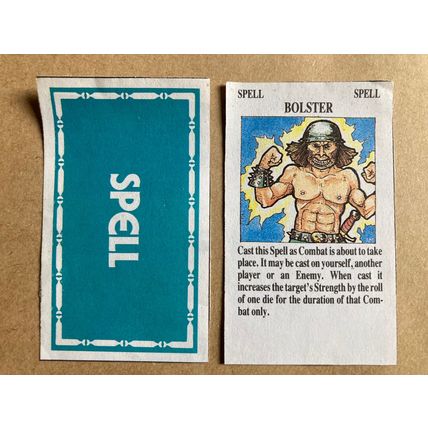 SPELL
SPELL SPELL
BOLSTER
Cast this Spell as Combat is about to take
place. It may be cast on yourself, another
player or an Enemy. When cast it
increases the target's Strength by the roll
of one die for the duration of that Com-
bat only.